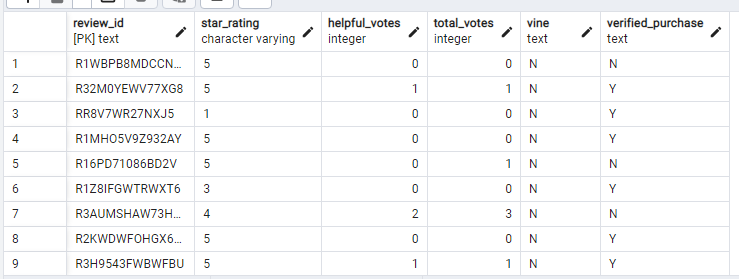 review_id star_rating helpful_votes total_votes vine verified_purchase
[PK] text character varying integer integer text text
1 R1WBPB8MDCCN... 5 0 0 N N
2 R32M0YEWV77XG8 5 1 1 N Y
3 RR8V7WR27NXJ5 1 0 0 N Y
4 R1MHO5V9Z932AY 5 0 0 N Y
5 R16PD71086BD2V 5 0 1 N N
6 R1Z8IFGWTRWXT6 3 0 0 N Y
7 R3AUMSHAW73H... 4 2 3 N N
8 R2KWDWFOHGX6... 5 0 0 N Y
9 R3H9543FWBWFBU 5 1 1 N Y